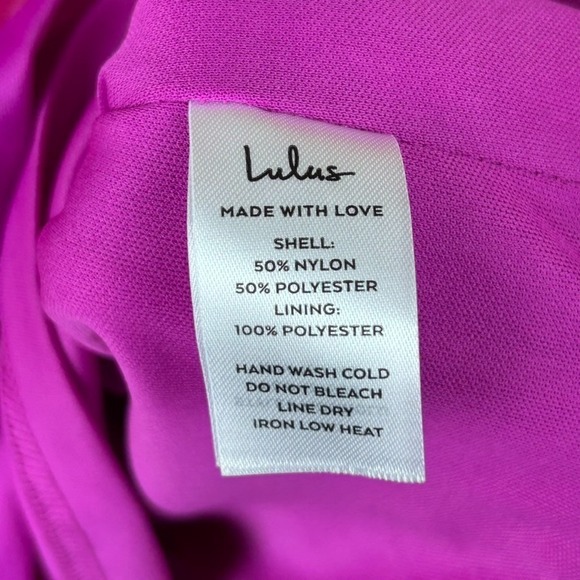 Lulus
MADE WITH LOVE
SHELL:
50% NYLON
50% POLYESTER
LINING:
100% POLYESTER
HAND WASH COLD
DO NOT BLEACH
LINE DRY
IRON LOW HEAT